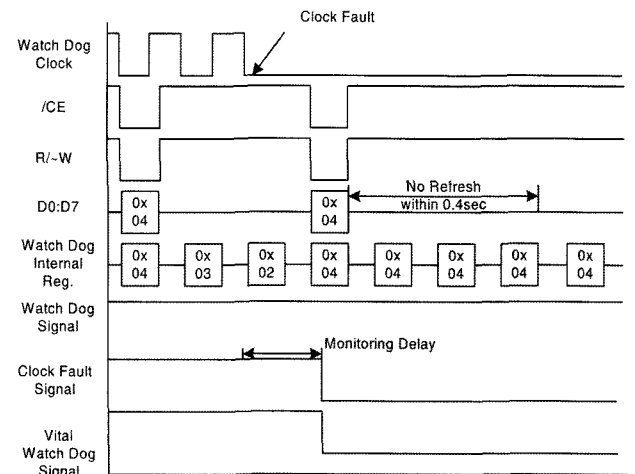 Clock Fault
Watch Dog
Clock
/CE
R/~W
D0:D7
0x
04
0x
04
No Refresh
within 0.4sec
Watch Dog
Internal
Reg.
0x
04
0x
03
0x
02
0x
04
0x
04
0x
04
0x
04
0x
04
Watch Dog
Signal
Monitoring Delay
Clock Fault
Signal
Vital
Watch Dog
Signal